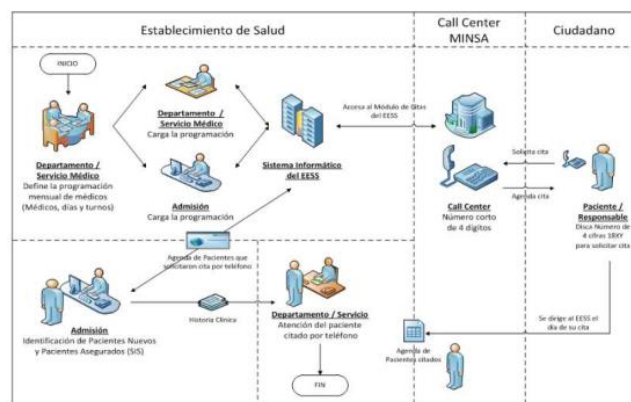 Establecimiento de Salud
Call Center
MINSA
Ciudadano
INICIO
Departamento /
Servicio Médico
Define la programación
mensual de médicos
(Médicos, días y turnos)
Departamento /
Servicio Médico
Carga la programación
Admisión
Carga la programación
Sistema Informático
del EESS
Accesa al Módulo de Citas
del EESS
Call Center
Número corto
de 4 dígitos
Solicita cita
Agenda cita
Paciente /
Responsable
Disca Número de
4 cifras 18XY
para solicitar cita
Agenda de Pacientes que
solicitaron cita por teléfono
Admisión
Identificación de Pacientes Nuevos
y Pacientes Asegurados (SIS)
Historia Clínica
Departamento / Servicio
Atención del paciente
citado por teléfono
FIN
Agenda de
Pacientes citados
Se dirige al EESS el
día de su cita